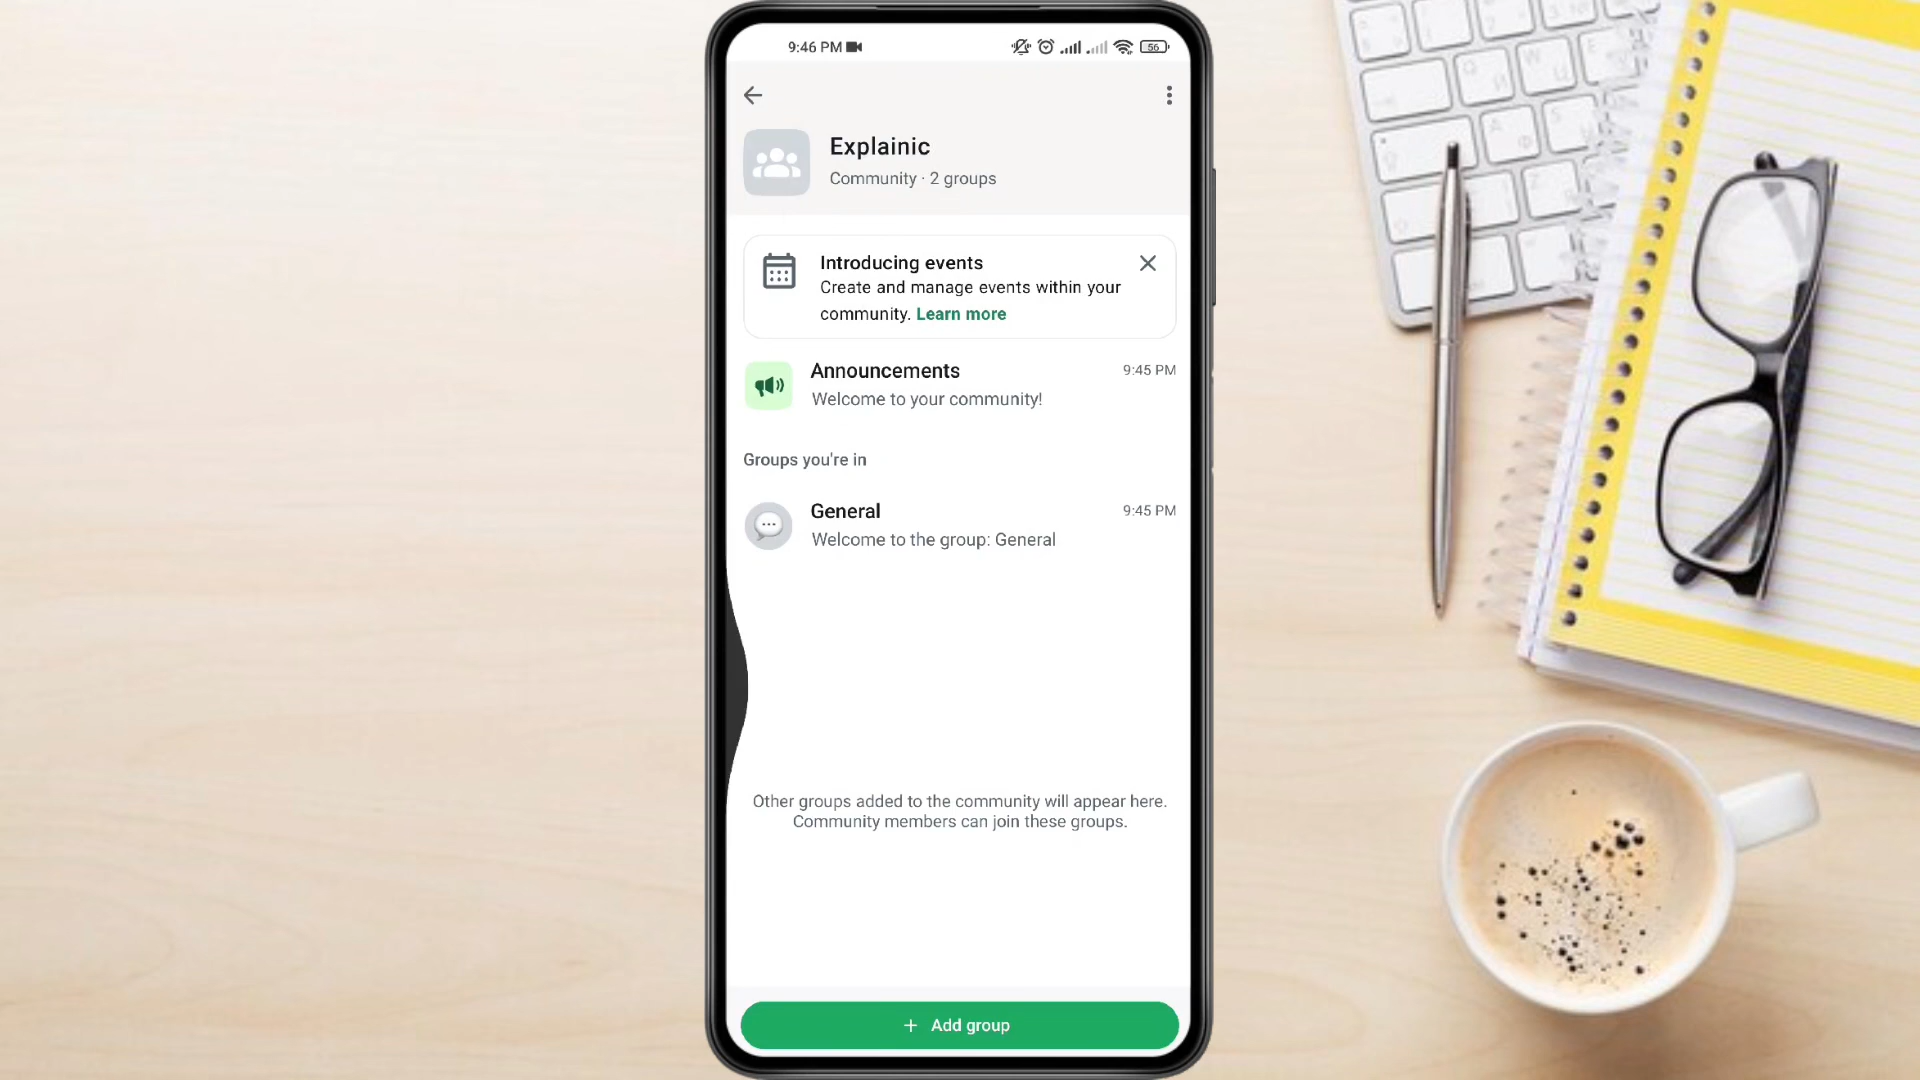 9:46 PM
56
Explainic
Community · 2 groups
Introducing events
Create and manage events within your
community. Learn more
Announcements
9:45 PM
Welcome to your community!
Groups you're in
General
9:45 PM
Welcome to the group: General
Other groups added to the community will appear here.
Community members can join these groups.
+ Add group